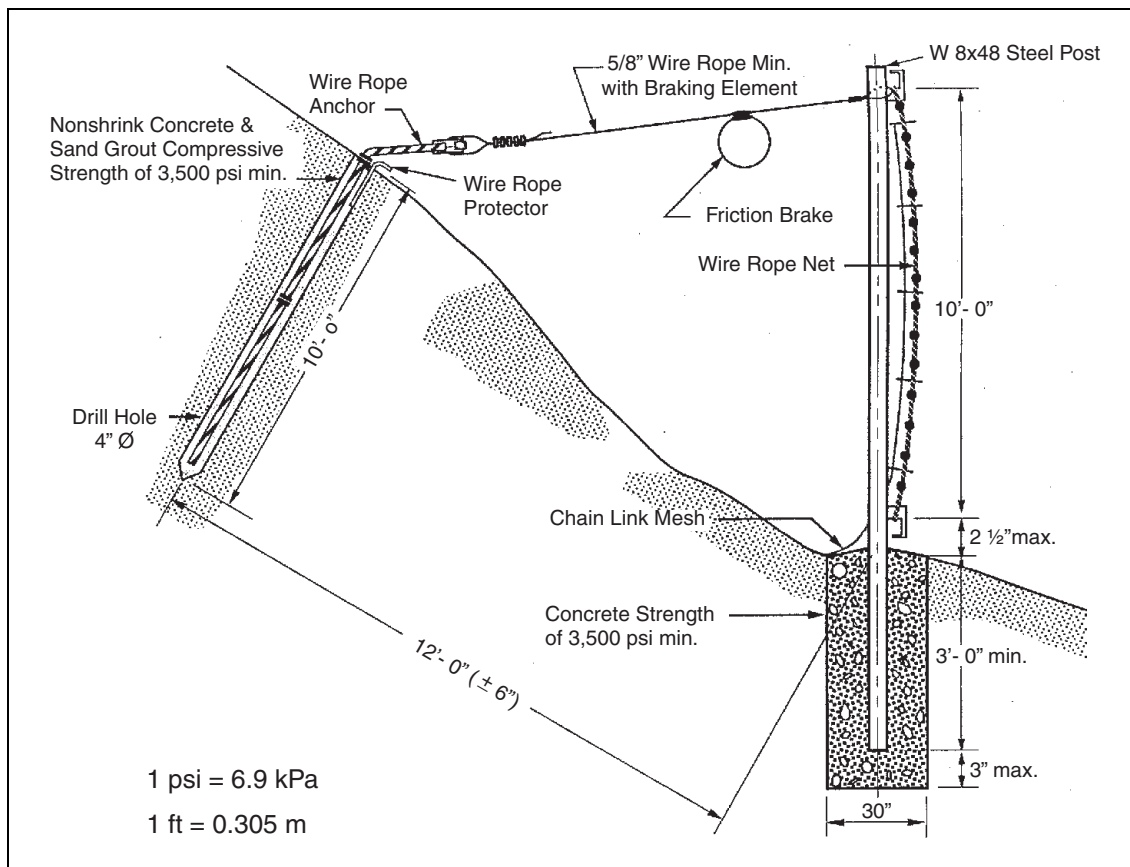 W 8x48 Steel Post
5/8” Wire Rope Min.
with Braking Element
Wire Rope
Anchor
Nonshrink Concrete &
Sand Grout Compressive
Strength of 3,500 psi min.
Wire Rope
Protector
Friction Brake
Wire Rope Net
10’- 0”
10’- 0”
Drill Hole
4” Ø
Chain Link Mesh
2 ½” max.
Concrete Strength
of 3,500 psi min.
3’- 0” min.
12’- 0” ( ± 6” )
3” max.
30”
1 psi = 6.9 kPa
1 ft = 0.305 m